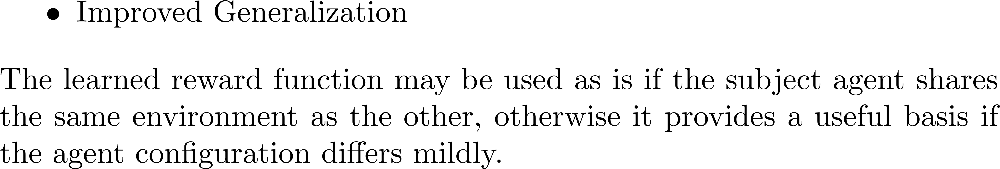 • Improved Generalization
The learned reward function may be used as is if the subject agent shares
the same environment as the other, otherwise it provides a useful basis if
the agent configuration differs mildly.